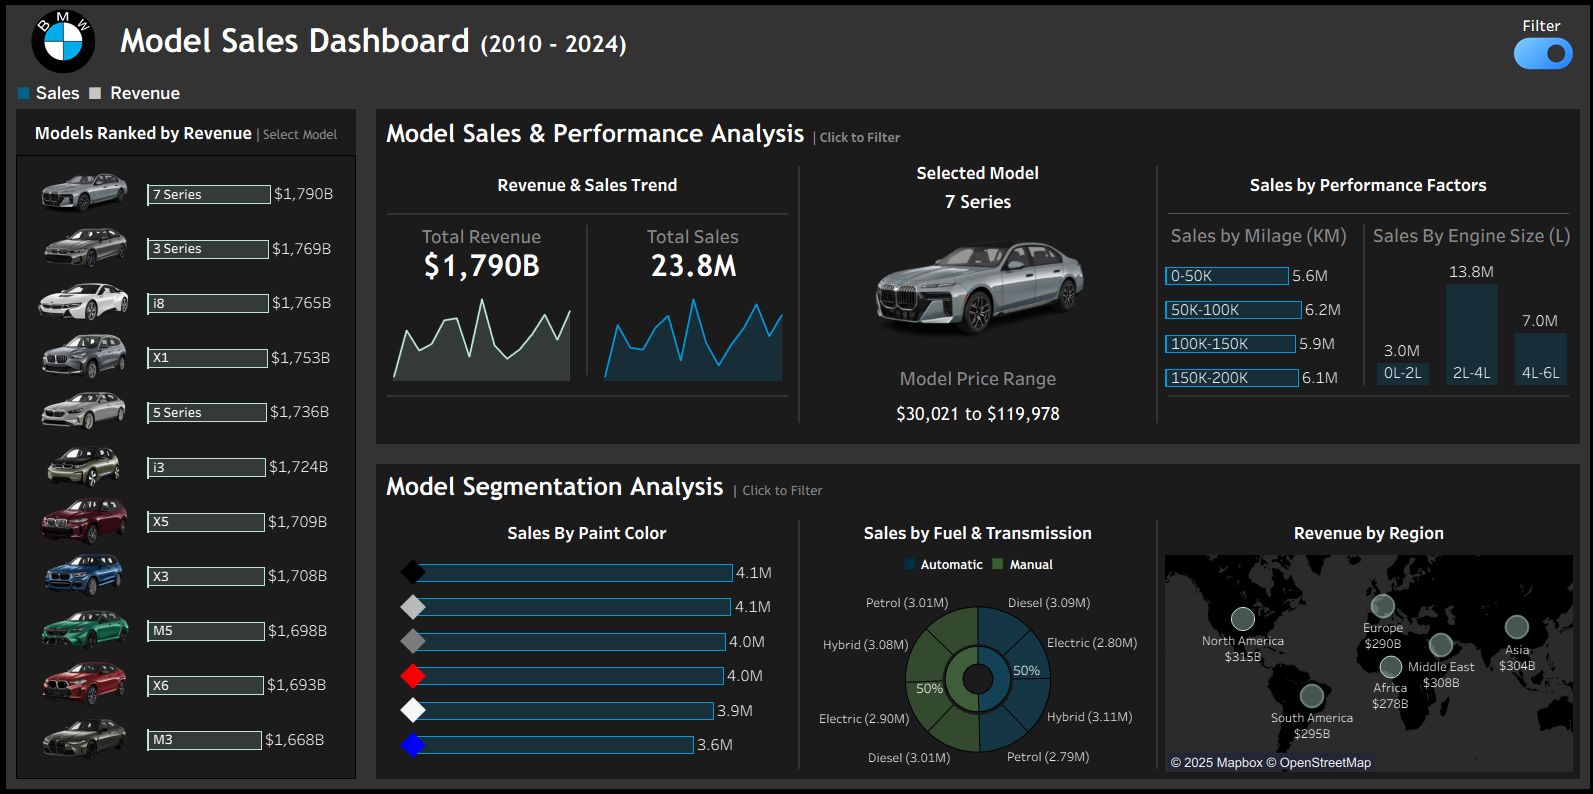 BMW
Model Sales Dashboard (2010 - 2024)
Filter
Sales Revenue
Models Ranked by Revenue | Select Model
7 Series $1,790B
3 Series $1,769B
i8 $1,765B
X1 $1,753B
5 Series $1,736B
i3 $1,724B
X5 $1,709B
X3 $1,708B
M5 $1,698B
X6 $1,693B
M3 $1,668B
Model Sales & Performance Analysis | Click to Filter
Revenue & Sales Trend
Total Revenue
$1,790B
Total Sales
23.8M
Selected Model
7 Series
Model Price Range
$30,021 to $119,978
Sales by Performance Factors
Sales by Milage (KM)
0-50K 5.6M
50K-100K 6.2M
100K-150K 5.9M
150K-200K 6.1M
Sales By Engine Size (L)
13.8M
7.0M
3.0M
0L-2L 2L-4L 4L-6L
Model Segmentation Analysis | Click to Filter
Sales By Paint Color
4.1M
4.1M
4.0M
4.0M
3.9M
3.6M
Sales by Fuel & Transmission
Automatic Manual
Petrol (3.01M) Diesel (3.09M)
Hybrid (3.08M) Electric (2.80M)
50%
50%
Electric (2.90M) Hybrid (3.11M)
Diesel (3.01M) Petrol (2.79M)
Revenue by Region
North America
$315B
Europe
$290B
Asia
$304B
Middle East
$308B
Africa
$278B
South America
$295B
© 2025 Mapbox © OpenStreetMap